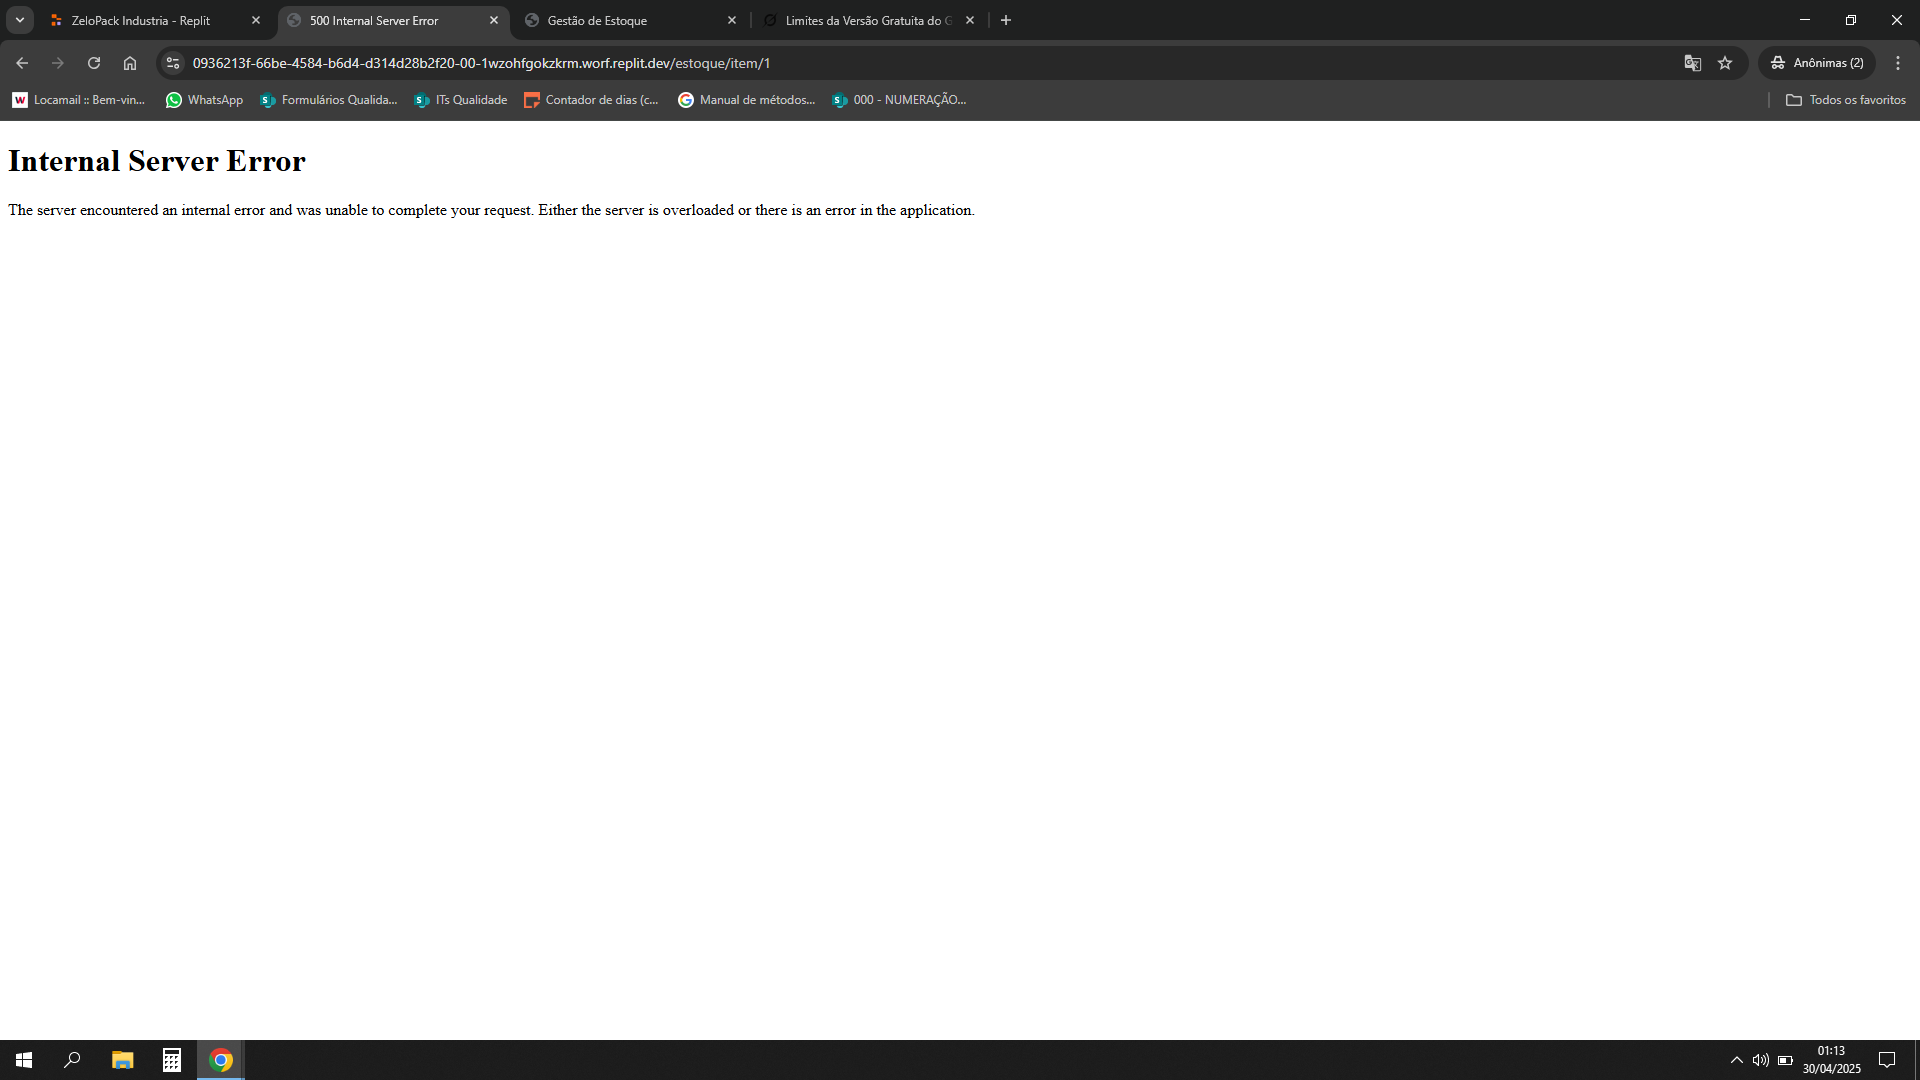 ZeloPack Industria - Replit
500 Internal Server Error
Gestão de Estoque
Limites da Versão Gratuita do G
0936213f-66be-4584-b6d4-d314d28b2f20-00-1wzohfgokzkrm.worf.replit.dev/estoque/item/1
Anônimas (2)
Locamail :: Bem-vin...
WhatsApp
Formulários Qualida...
ITs Qualidade
Contador de dias (c...
Manual de métodos...
000 - NUMERAÇÃO...
Todos os favoritos
Internal Server Error
The server encountered an internal error and was unable to complete your request. Either the server is overloaded or there is an error in the application.
01:13
30/04/2025